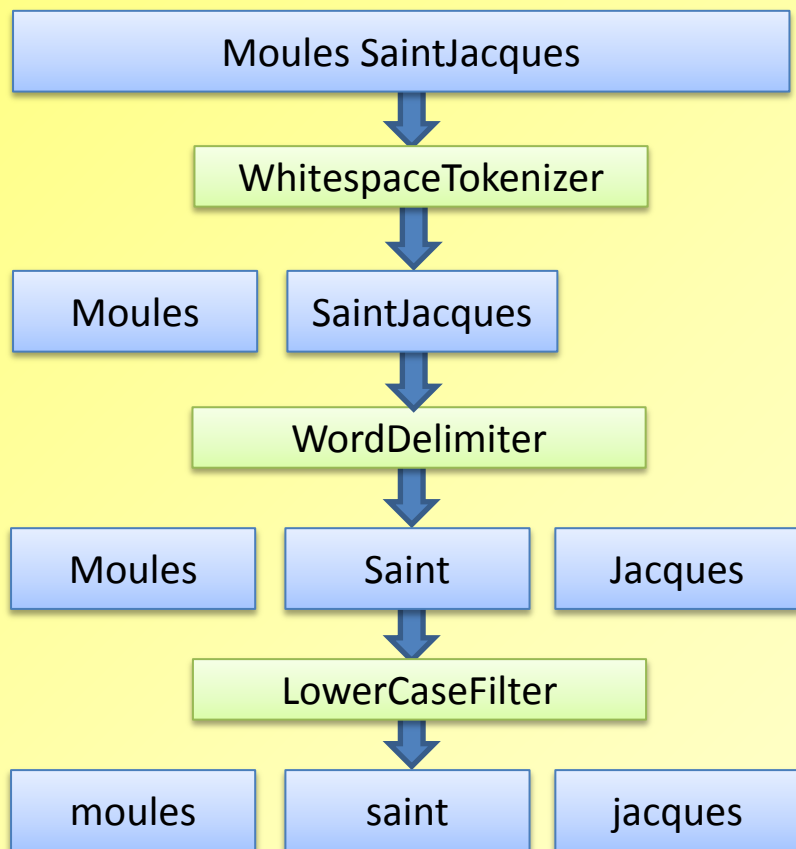 Moules SaintJacques
WhitespaceTokenizer
Moules SaintJacques
WordDelimiter
Moules Saint Jacques
LowerCaseFilter
moules saint jacques